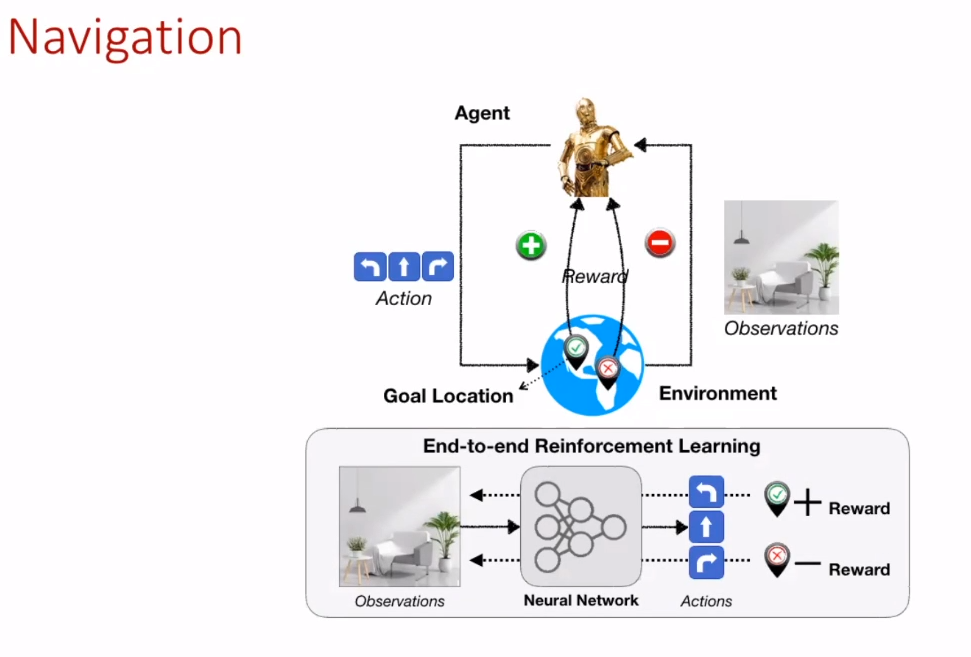 Navigation
Agent
Reward
Action
Observations
Goal Location
Environment
End-to-end Reinforcement Learning
Reward
Reward
Observations
Neural Network
Actions